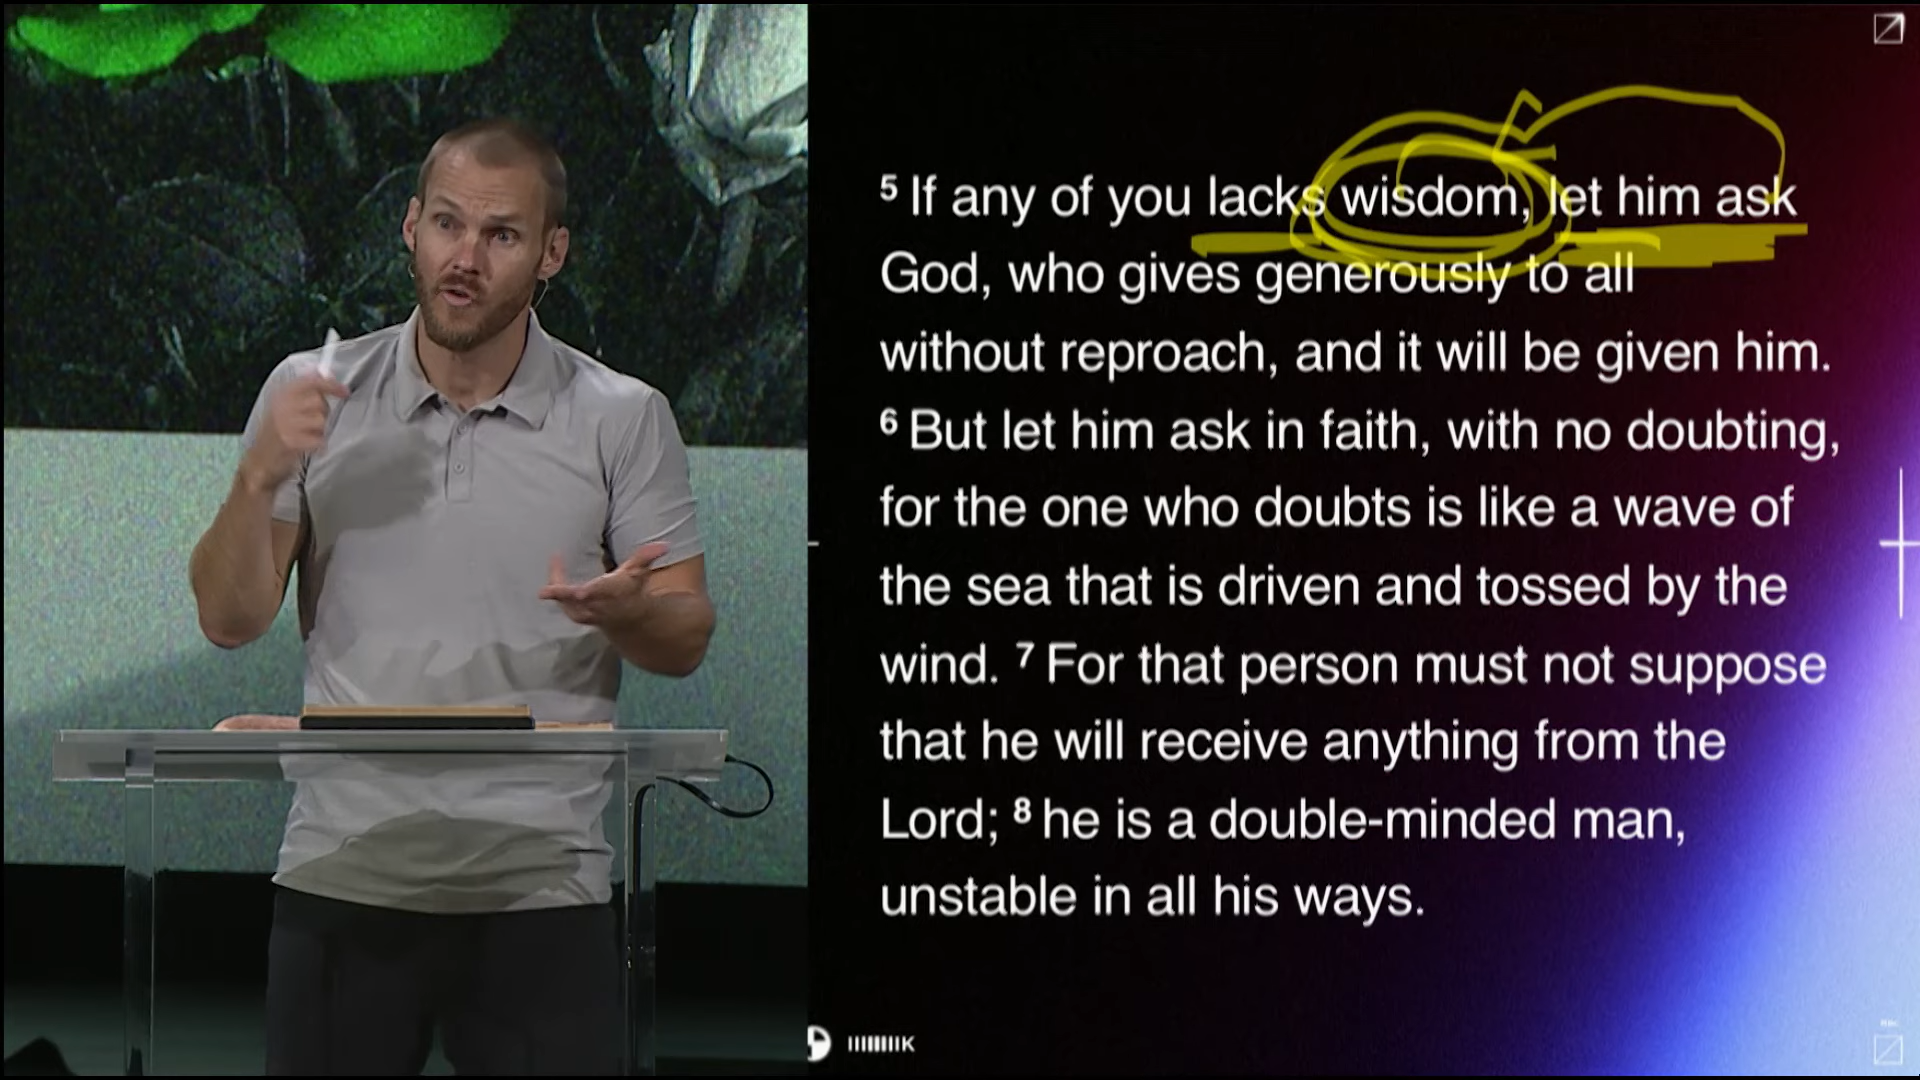 ⁵ If any of you lacks wisdom, let him ask
God, who gives generously to all
without reproach, and it will be given him.
⁶ But let him ask in faith, with no doubting,
for the one who doubts is like a wave of
the sea that is driven and tossed by the
wind. ⁷ For that person must not suppose
that he will receive anything from the
Lord; ⁸ he is a double-minded man,
unstable in all his ways.
K